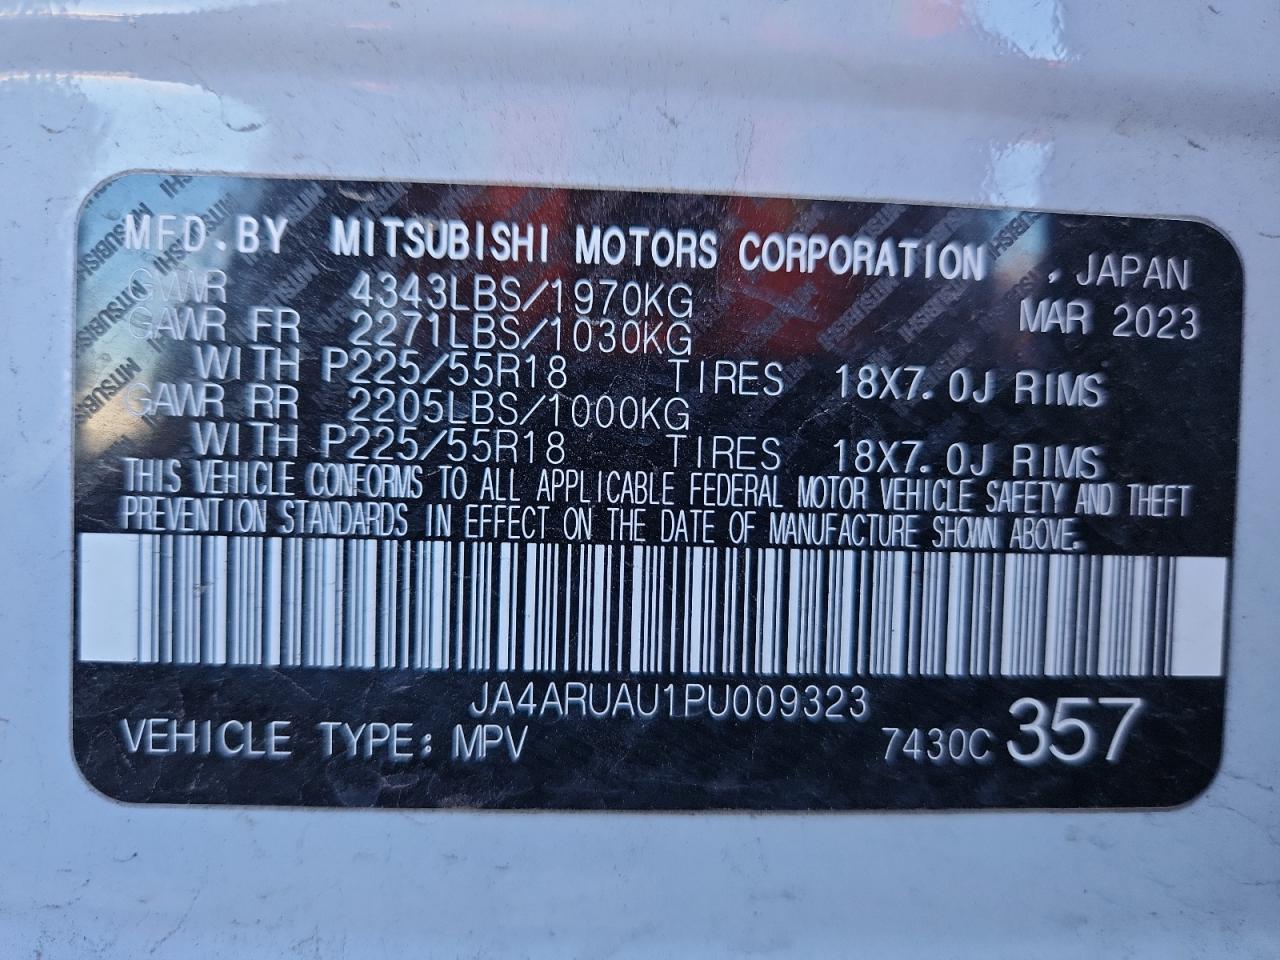 MFD.BY MITSUBISHI MOTORS CORPORATION , JAPAN
GVWR 4343LBS/1970KG MAR 2023
GAWR FR 2271LBS/1030KG
WITH P225/55R18 TIRES 18X7.0J RIMS
GAWR RR 2205LBS/1000KG
WITH P225/55R18 TIRES 18X7.0J RIMS
THIS VEHICLE CONFORMS TO ALL APPLICABLE FEDERAL MOTOR VEHICLE SAFETY AND THEFT
PREVENTION STANDARDS IN EFFECT ON THE DATE OF MANUFACTURE SHOWN ABOVE.
JA4ARUAU1PU009323
VEHICLE TYPE: MPV 7430C 357